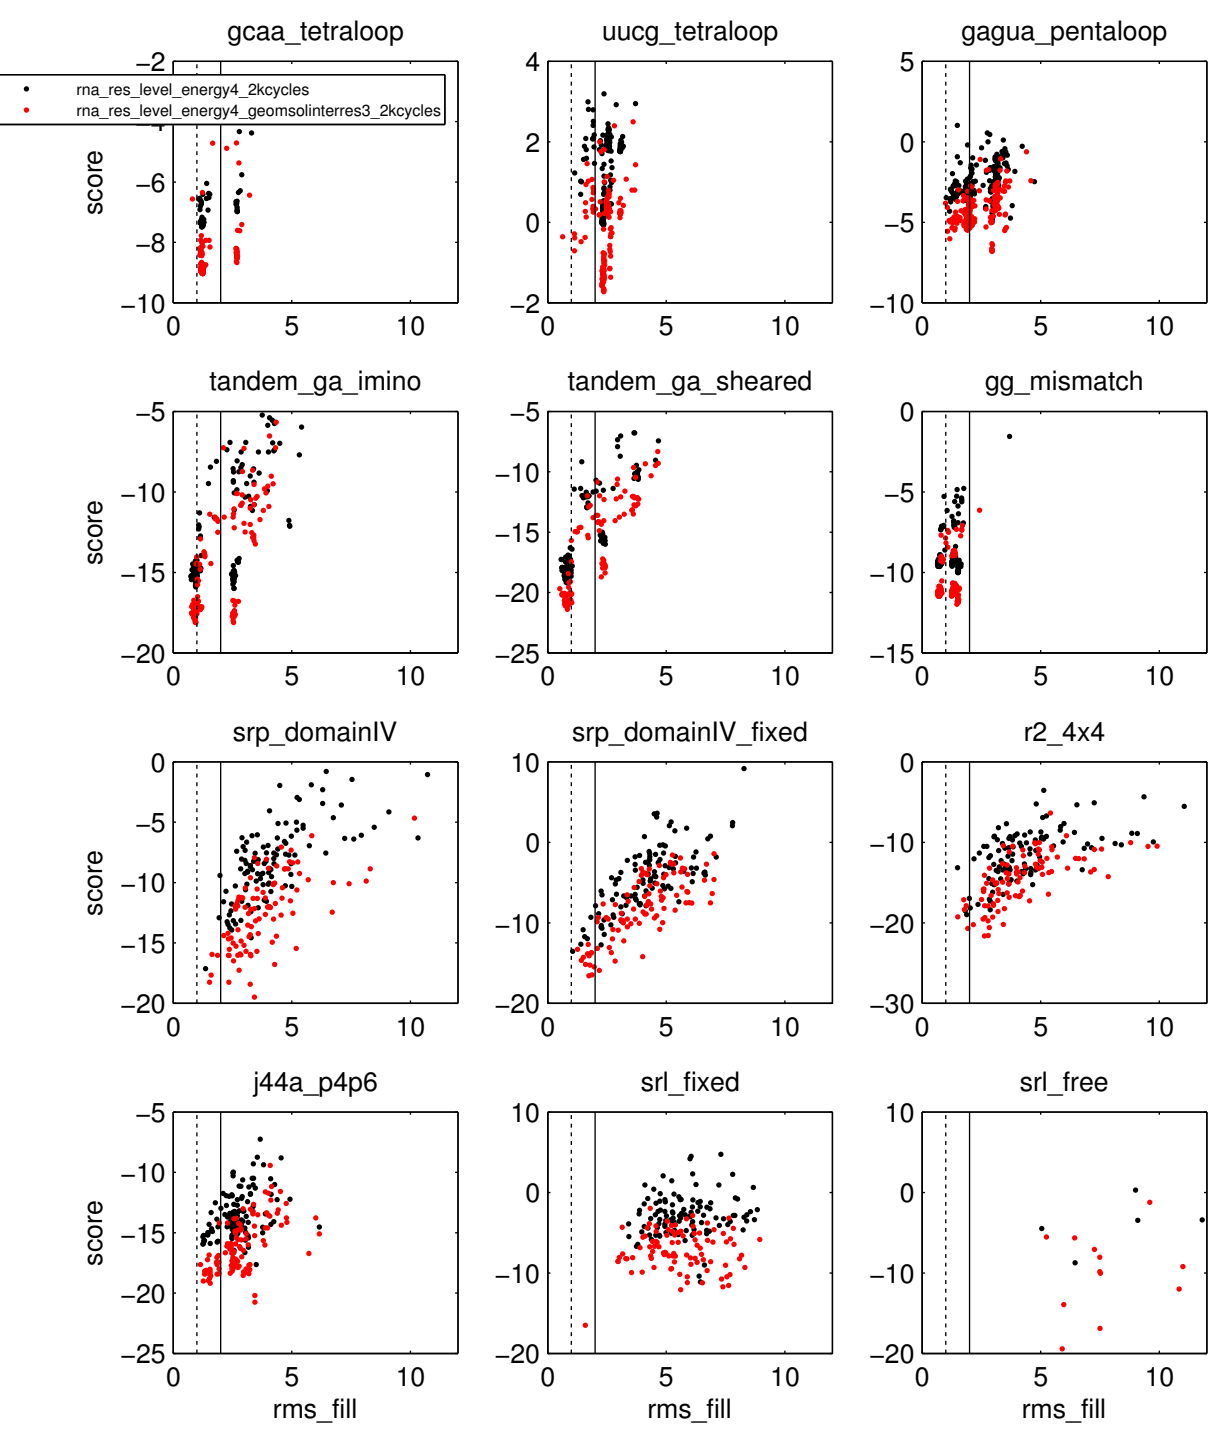 gcaa_tetraloop uucg_tetraloop gagua_pentaloop
−2 4 5
rna_res_level_energy4_2kcycles
rna_res_level_energy4_geomsolinterres3_2kcycles
−4 2 0
score
−6 0 −5
−8
−10 −2 −10
0 5 10 0 5 10 0 5 10
tandem_ga_imino tandem_ga_sheared gg_mismatch
−5 −5 0
−10 −10 −5
score
−15 −15 −10
−20
−20 −25 −15
0 5 10 0 5 10 0 5 10
srp_domainIV srp_domainIV_fixed r2_4x4
0 10 0
−5 0 −10
score
−10
−15 −10 −20
−20 −20 −30
0 5 10 0 5 10 0 5 10
j44a_p4p6 srl_fixed srl_free
−5 10 10
−10 0 0
score
−15
−20 −10 −10
−25 −20 −20
0 5 10 0 5 10 0 5 10
rms_fill rms_fill rms_fill